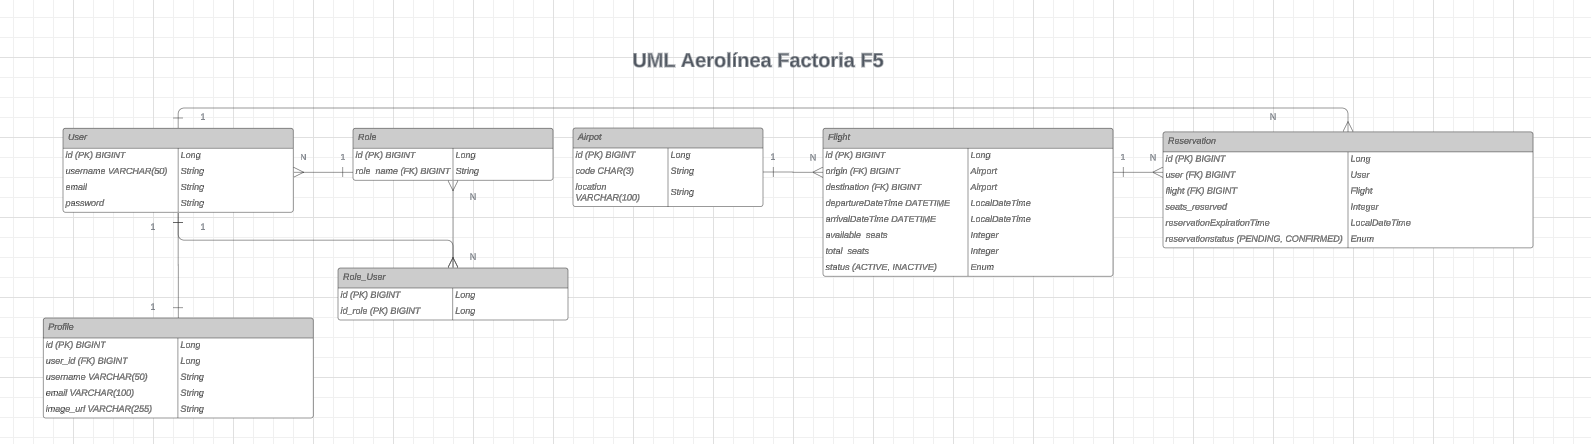 UML Aerolínea Factoria F5
1
N
User
id (PK) BIGINT Long
username VARCHAR(50) String
email String
password String
N
1
Role
id (PK) BIGINT Long
role_name (FK) BIGINT String
N
Airpot
id (PK) BIGINT Long
code CHAR(3) String
location
VARCHAR(100) String
1
N
Flight
id (PK) BIGINT Long
origin (FK) BIGINT Airport
destination (FK) BIGINT Airport
departureDateTime DATETIME LocalDateTime
arrivalDateTime DATETIME LocalDateTime
available_seats Integer
total_seats Integer
status (ACTIVE, INACTIVE) Enum
1
N
Reservation
id (PK) BIGINT Long
user (FK) BIGINT User
flight (FK) BIGINT Flight
seats_reserved Integer
reservationExpirationTime LocalDateTime
reservationstatus (PENDING, CONFIRMED) Enum
1
1
N
Role_User
id (PK) BIGINT Long
id_role (PK) BIGINT Long
1
Profile
id (PK) BIGINT Long
user_id (FK) BIGINT Long
username VARCHAR(50) String
email VARCHAR(100) String
image_url VARCHAR(255) String